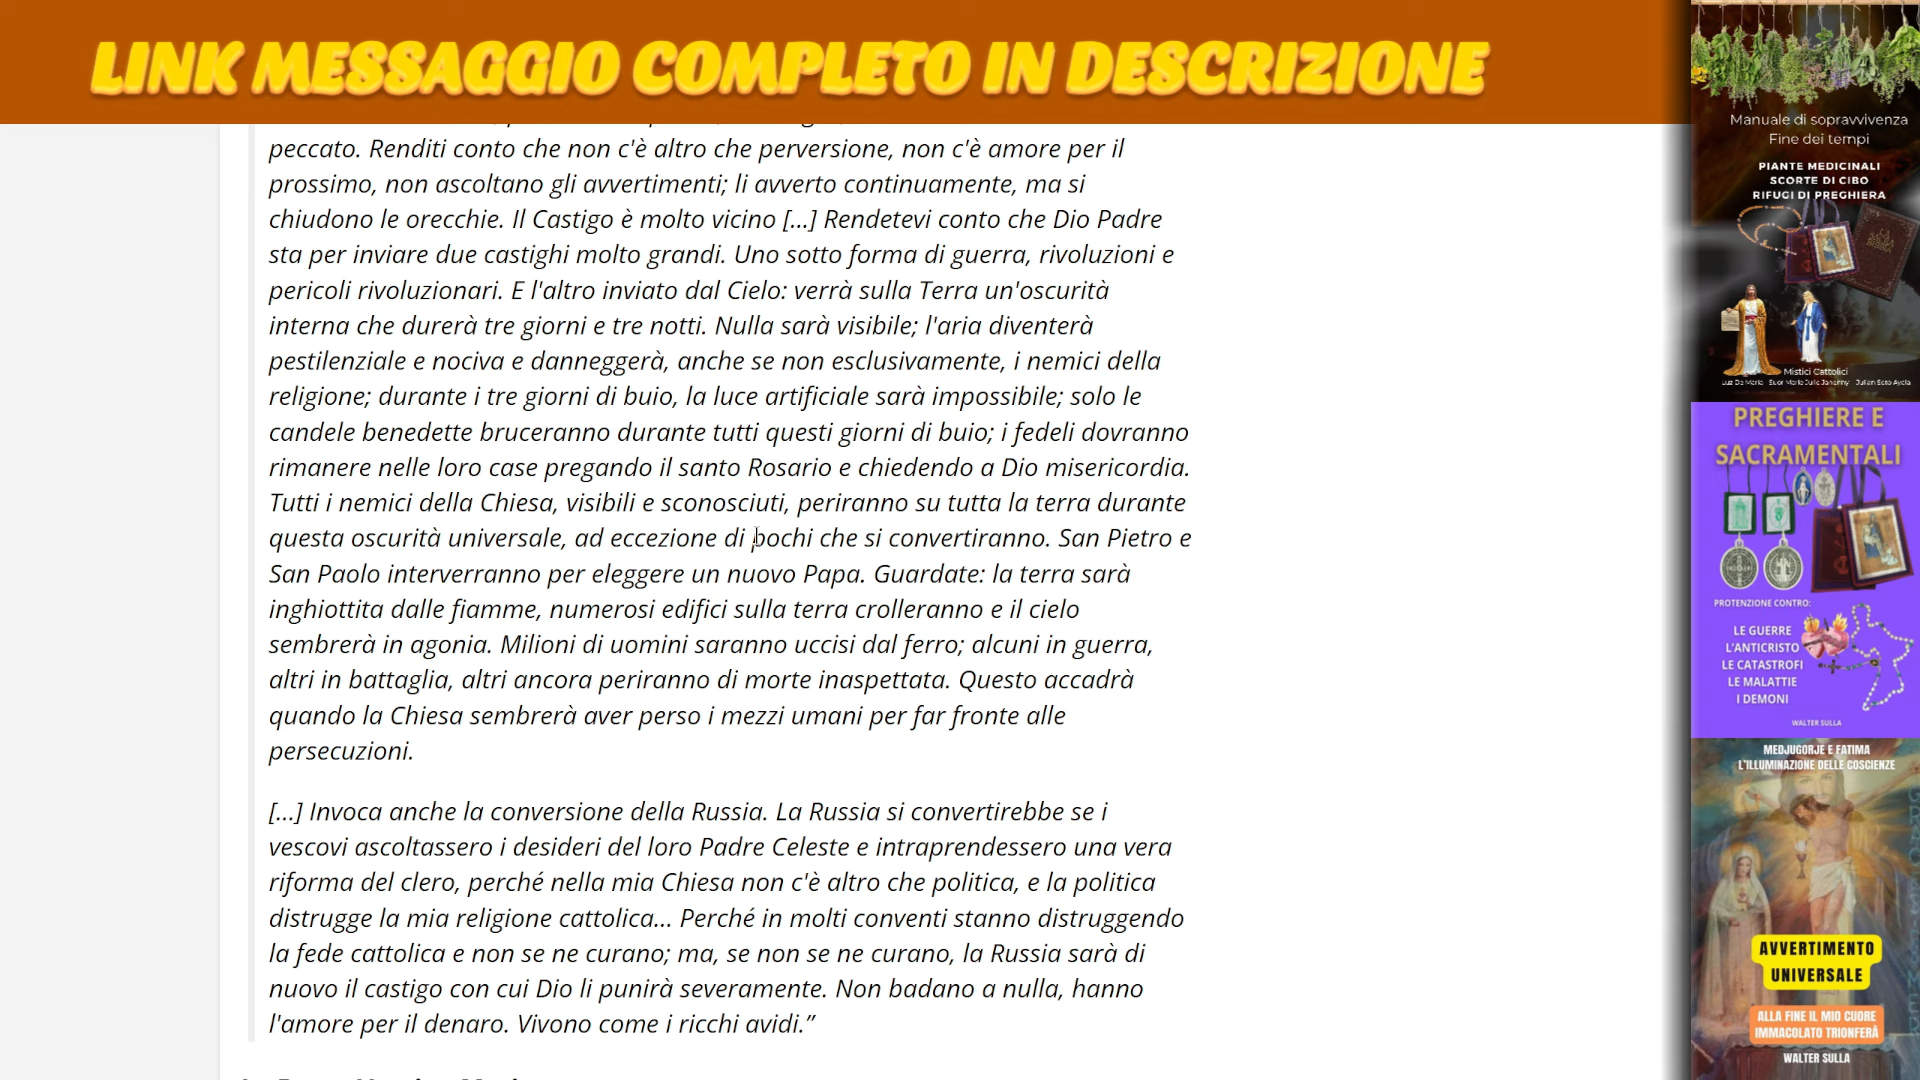 LINK MESSAGGIO COMPLETO IN DESCRIZIONE
peccato. Renditi conto che non c'è altro che perversione, non c'è amore per il
prossimo, non ascoltano gli avvertimenti; li avverto continuamente, ma si
chiudono le orecchie. Il Castigo è molto vicino [...] Rendetevi conto che Dio Padre
sta per inviare due castighi molto grandi. Uno sotto forma di guerra, rivoluzioni e
pericoli rivoluzionari. E l'altro inviato dal Cielo: verrà sulla Terra un'oscurità
interna che durerà tre giorni e tre notti. Nulla sarà visibile; l'aria diventerà
pestilenziale e nociva e danneggerà, anche se non esclusivamente, i nemici della
religione; durante i tre giorni di buio, la luce artificiale sarà impossibile; solo le
candele benedette bruceranno durante tutti questi giorni di buio; i fedeli dovranno
rimanere nelle loro case pregando il santo Rosario e chiedendo a Dio misericordia.
Tutti i nemici della Chiesa, visibili e sconosciuti, periranno su tutta la terra durante
questa oscurità universale, ad eccezione di pochi che si convertiranno. San Pietro e
San Paolo interverranno per eleggere un nuovo Papa. Guardate: la terra sarà
inghiottita dalle fiamme, numerosi edifici sulla terra crolleranno e il cielo
sembrerà in agonia. Milioni di uomini saranno uccisi dal ferro; alcuni in guerra,
altri in battaglia, altri ancora periranno di morte inaspettata. Questo accadrà
quando la Chiesa sembrerà aver perso i mezzi umani per far fronte alle
persecuzioni.
[...] Invoca anche la conversione della Russia. La Russia si convertirebbe se i
vescovi ascoltassero i desideri del loro Padre Celeste e intraprendessero una vera
riforma del clero, perché nella mia Chiesa non c'è altro che politica, e la politica
distrugge la mia religione cattolica... Perché in molti conventi stanno distruggendo
la fede cattolica e non se ne curano; ma, se non se ne curano, la Russia sarà di
nuovo il castigo con cui Dio li punirà severamente. Non badano a nulla, hanno
l'amore per il denaro. Vivono come i ricchi avidi.”
Manuale di sopravvivenza
Fine dei tempi
PIANTE MEDICINALI
SCORTE DI CIBO
RIFUGI DI PREGHIERA
Mistici Cattolici
PREGHIERE E
SACRAMENTALI
PROTENZIONE CONTRO:
LE GUERRE
L'ANTICRISTO
LE CATASTROFI
LE MALATTIE
I DEMONI
WALTER SULLA
MEDJUGORJE E FATIMA
L'ILLUMINAZIONE DELLE COSCIENZE
AVVERTIMENTO
UNIVERSALE
ALLA FINE IL MIO CUORE
IMMACOLATO TRIONFERÀ
WALTER SULLA